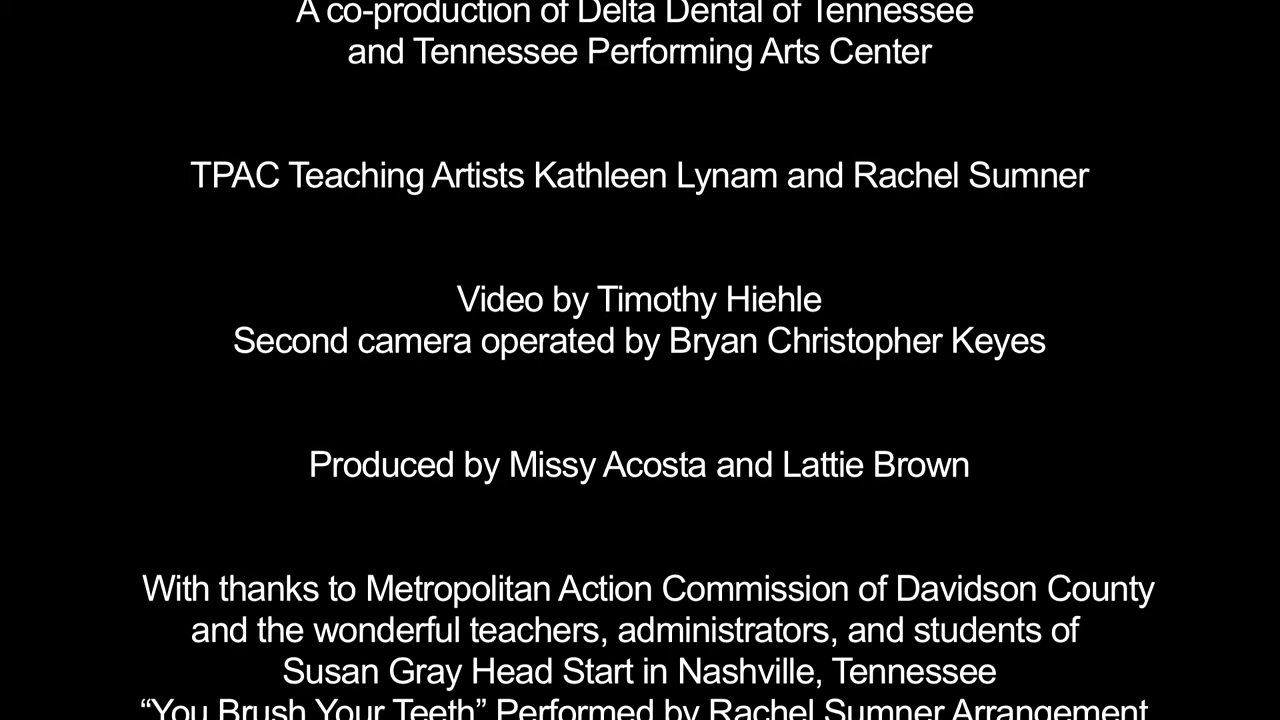 A co-production of Delta Dental of Tennessee
and Tennessee Performing Arts Center
TPAC Teaching Artists Kathleen Lynam and Rachel Sumner
Video by Timothy Hiehle
Second camera operated by Bryan Christopher Keyes
Produced by Missy Acosta and Lattie Brown
With thanks to Metropolitan Action Commission of Davidson County
and the wonderful teachers, administrators, and students of
Susan Gray Head Start in Nashville, Tennessee
“You Brush Your Teeth” Performed by Rachel Sumner Arrangement